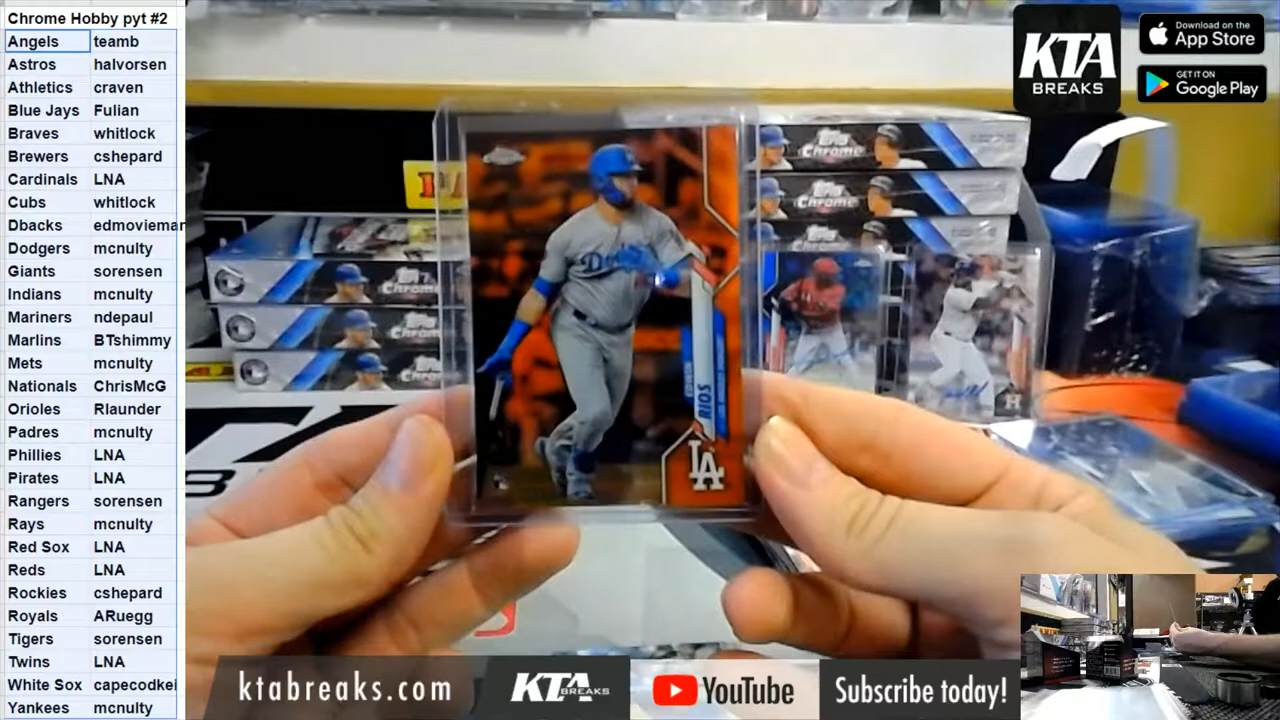 Chrome Hobby pyt #2
Angels teamb
Astros halvorsen
Athletics craven
Blue Jays Fulian
Braves whitlock
Brewers cshepard
Cardinals LNA
Cubs whitlock
Dbacks edmovieman
Dodgers mcnulty
Giants sorensen
Indians mcnulty
Mariners ndepaul
Marlins BTshimmy
Mets mcnulty
Nationals ChrisMcG
Orioles Rlaunder
Padres mcnulty
Phillies LNA
Pirates LNA
Rangers sorensen
Rays mcnulty
Red Sox LNA
Reds LNA
Rockies cshepard
Royals ARuegg
Tigers sorensen
Twins LNA
White Sox capecodkei
Yankees mcnulty
KTA
BREAKS
Download on the
App Store
GET IT ON
Google Play
Topps
Chrome
Topps
Chrome
Topps
Dodgers
RIOS
LA
Topps
Chrome
Chrome
ktabreaks.com
KTA
BREAKS
YouTube
Subscribe today!